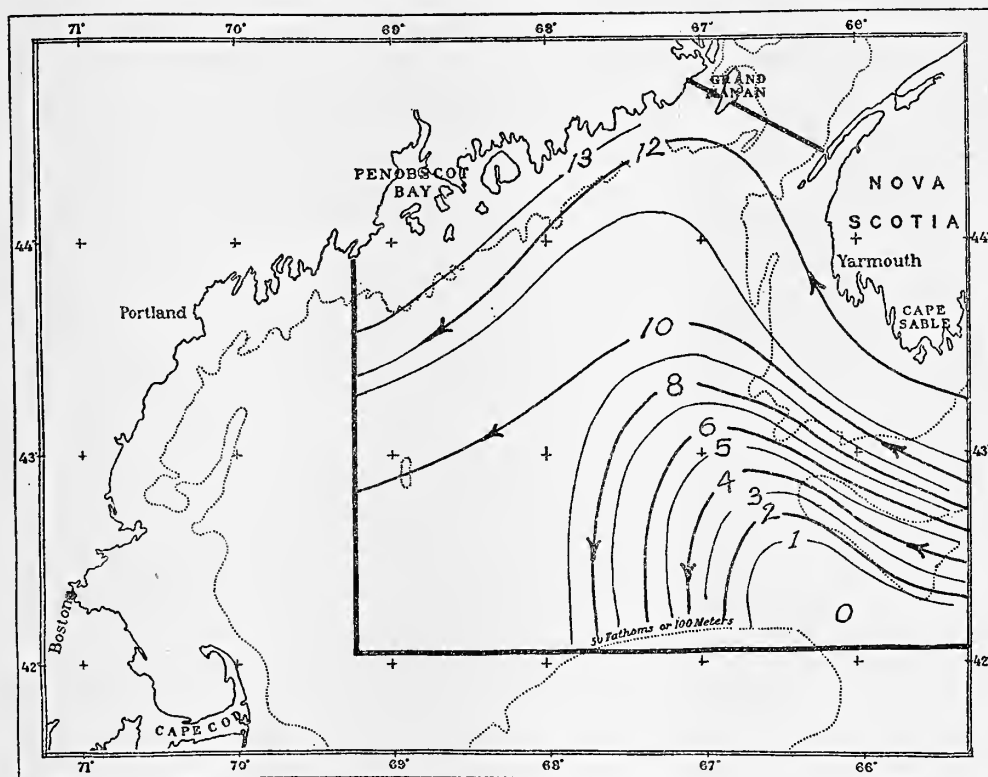 71° 70° 69° 68° 67° 66°
GRAND
MANAN
13 12
PENOBSCOT
BAY
NOVA
SCOTIA
44° 44°
Yarmouth
Portland
CAPE
SABLE
10
8
6
43° 5 43°
4
3
2
1
Boston
0
50 Fathoms or 100 Meters
42° 42°
CAPE COD
71° 70° 69° 68° 67° 66°